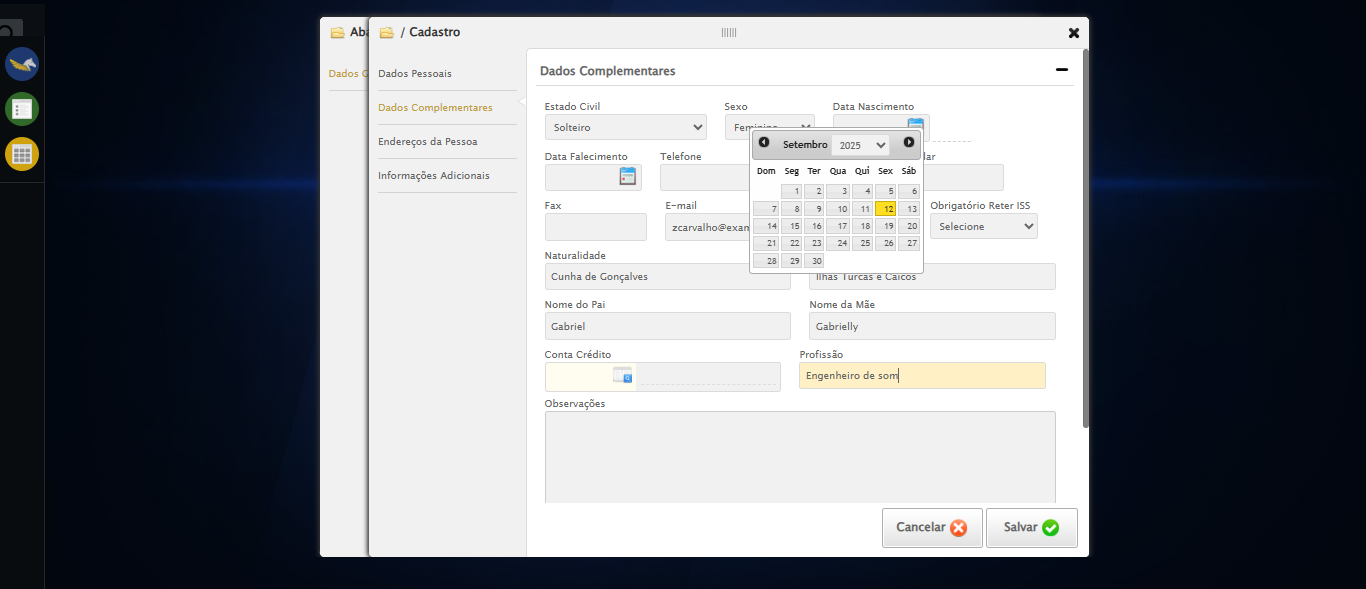 Aba
/ Cadastro
Dados C
Dados Pessoais
Dados Complementares
Endereços da Pessoa
Informações Adicionais
Dados Complementares
Estado Civil
Sexo
Data Nascimento
Solteiro
Feminino
Setembro
2025
Dom Seg Ter Qua Qui Sex Sáb
1 2 3 4 5 6
7 8 9 10 11 12 13
14 15 16 17 18 19 20
21 22 23 24 25 26 27
28 29 30
Data Falecimento
Telefone
lar
Fax
E-mail
Obrigatório Reter ISS
zcarvalho@exam
Selecione
Naturalidade
Cunha de Gonçalves
Ilhas Turcas e Caicos
Nome do Pai
Nome da Mãe
Gabriel
Gabrielly
Conta Crédito
Profissão
Engenheiro de som
Observações
Cancelar
Salvar